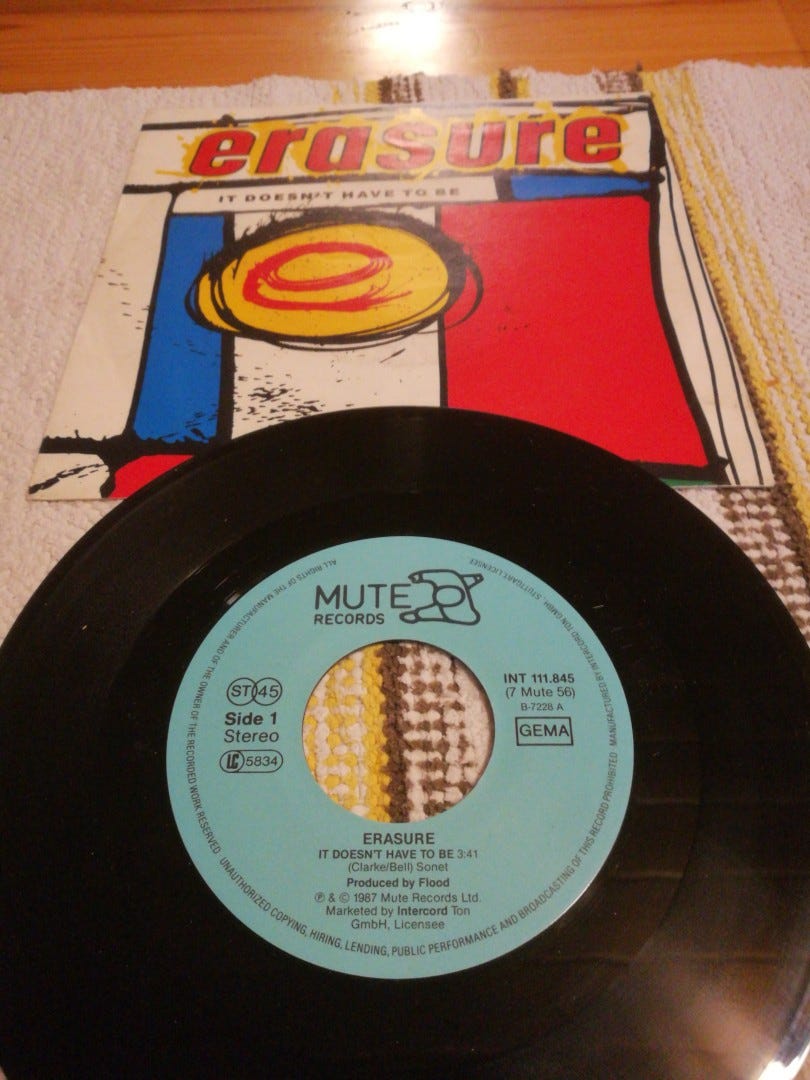 erasure
IT DOESN'T HAVE TO BE
e
MUTE
RECORDS
INT 111.845
(7 Mute 56)
B-7228 A
GEMA
ST 45
Side 1
Stereo
LC 5834
ERASURE
IT DOESN'T HAVE TO BE 3:41
(Clarke/Bell) Sonet
Produced by Flood
℗ & © 1987 Mute Records Ltd.
Marketed by Intercord Ton
GmbH, Licensee
ALL RIGHTS OF THE MANUFACTURER AND OF THE OWNER OF THE RECORDED WORK RESERVED · UNAUTHORIZED COPYING, HIRING, LENDING, PUBLIC PERFORMANCE AND BROADCASTING OF THIS RECORD PROHIBITED · MANUFACTURED BY INTERCORD TON GMBH, STUTTGART LICENSEE